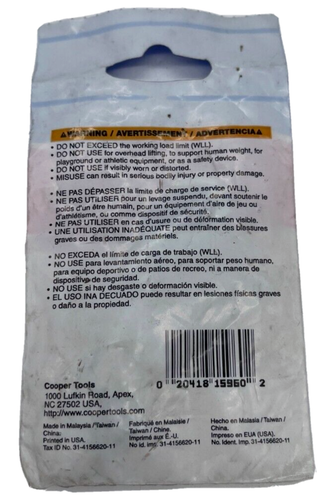 ⚠WARNING / AVERTISSEMENT / ADVERTENCIA⚠
• DO NOT EXCEED the working load limit (WLL).
• DO NOT USE for overhead lifting, to support human weight, for
playground or athletic equipment, or as a safety device.
• DO NOT USE if visibly worn or distorted.
• MISUSE can result in serious bodily injury or property damage.
• NE PAS DÉPASSER la limite de charge de service (WLL).
• NE PAS UTILISER pour un levage suspendu, devant soutenir le
poids d'un être humain, pour un équipement d'aire de jeu ou
d'athlétisme, ou comme dispositif de sécurité.
• NE PAS UTILISER en cas d'usure ou de déformation visible.
• UNE UTILISATION INADÉQUATE peut entraîner des blessures
graves ou des dommages matériels.
• NO EXCEDA el límite de carga de trabajo (WLL).
• NO USE para levantamiento aéreo, para soportar peso humano,
para equipo deportivo o de patios de recreo, ni a manera de
dispositivo de seguridad.
• NO USE si hay desgaste o deformación visible.
• EL USO INADECUADO puede resultar en lesiones físicas graves
o daño a la propiedad.
0 20418 15950 2
Cooper Tools
1000 Lufkin Road, Apex,
NC 27502 USA,
http://www.coopertools.com
Made in Malaysia /Taiwan /
China.
Printed in USA.
Tax ID No. 31-4156620-11
Fabriqué en Malaisie /
Taiwan / Chine.
Imprimé aux É.-U.
No id. imp. 31-4156620-11
Hecho en Malasia / Taiwan /
China.
Impreso en EUA (USA).
No. Ident. Imp. 31-4156620-11